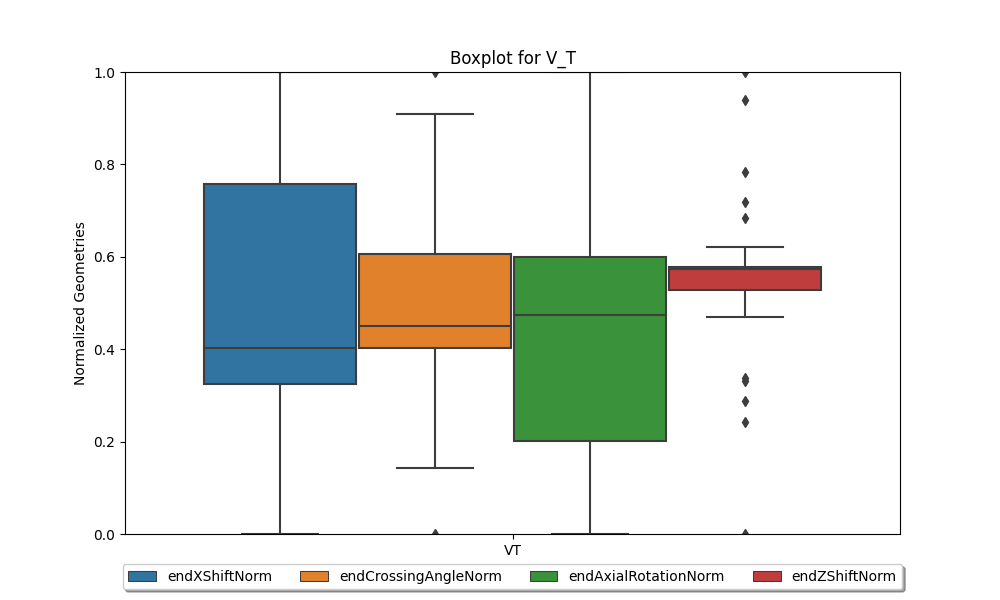 Boxplot for V_T
1.0
0.8
0.6
0.4
0.2
0.0
Normalized Geometries
VT
endXShiftNorm endCrossingAngleNorm endAxialRotationNorm endZShiftNorm